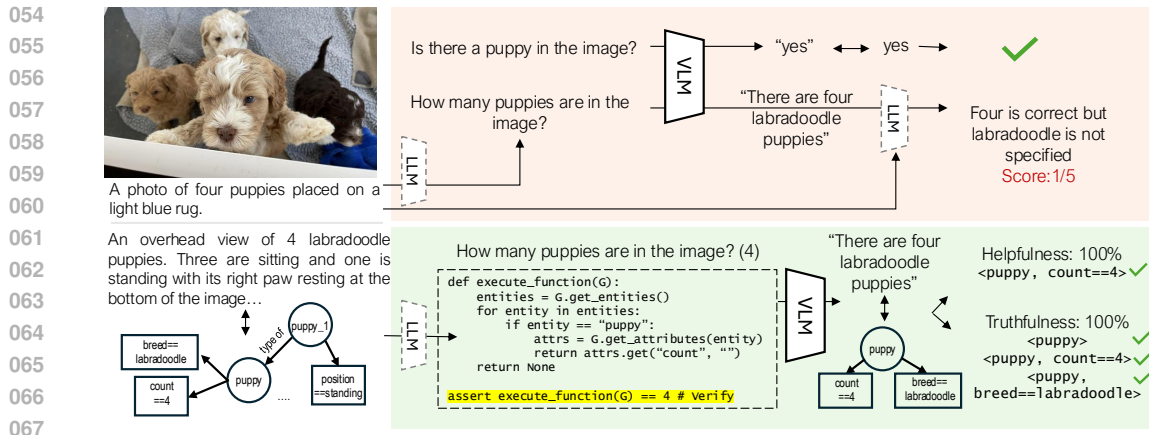 054
055
056
057
058
059
060
061
062
063
064
065
066
067
A photo of four puppies placed on a
light blue rug.
An overhead view of 4 labradoodle
puppies. Three are sitting and one is
standing with its right paw resting at the
bottom of the image…
puppy_1
type of
breed==
labradoodle
puppy
count
==4
position
==standing
....
Is there a puppy in the image?
VLM
“yes”
yes
How many puppies are in the
image?
“There are four
labradoodle
puppies”
LLM
LLM
Four is correct but
labradoodle is not
specified
Score:1/5
How many puppies are in the image? (4)
LLM
def execute_function(G):
entities = G.get_entities()
for entity in entities:
if entity == “puppy”:
attrs = G.get_attributes(entity)
return attrs.get(“count”, “”)
return None
assert execute_function(G) == 4 # Verify
VLM
“There are four
labradoodle
puppies”
puppy
count
==4
breed==
labradoodle
Helpfulness: 100%
<puppy, count==4>
Truthfulness: 100%
<puppy>
<puppy, count==4>
<puppy,
breed==labradoodle>